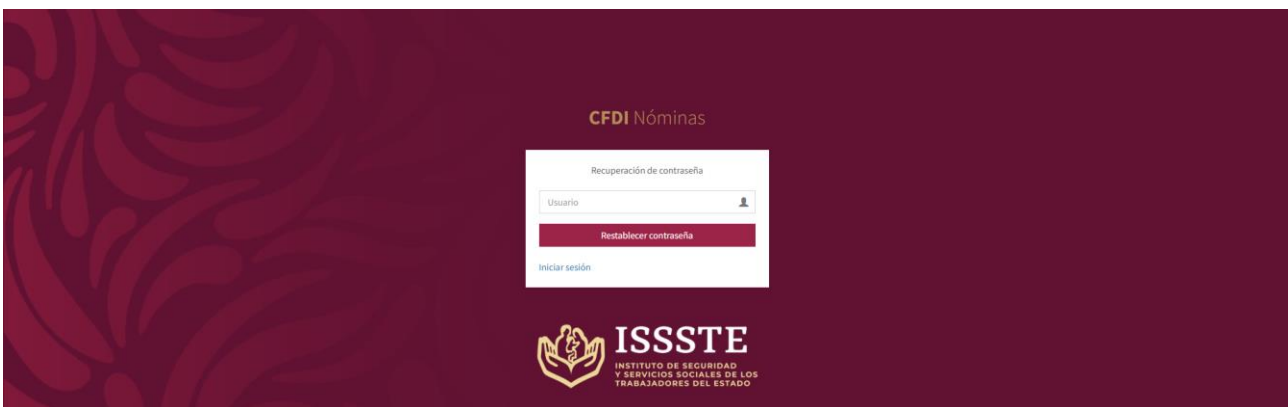 CFDI Nóminas
Recuperación de contraseña
Usuario
Restablecer contraseña
Iniciar sesión
ISSSTE
INSTITUTO DE SEGURIDAD
Y SERVICIOS SOCIALES DE LOS
TRABAJADORES DEL ESTADO